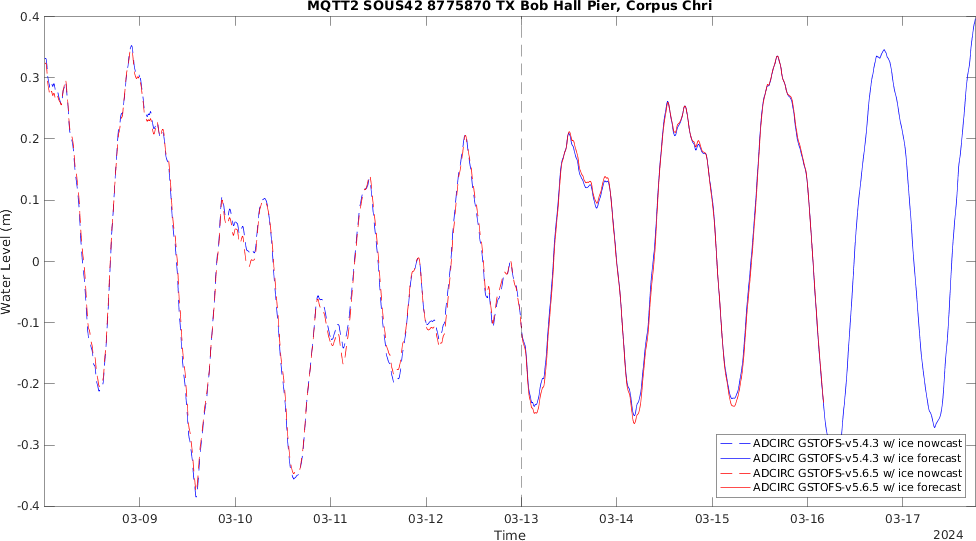 MQTT2 SOUS42 8775870 TX Bob Hall Pier, Corpus Chri
0.4
0.3
0.2
0.1
0
-0.1
-0.2
-0.3
-0.4
Water Level (m)
ADCIRC GSTOFS-v5.4.3 w/ ice nowcast
ADCIRC GSTOFS-v5.4.3 w/ ice forecast
ADCIRC GSTOFS-v5.6.5 w/ ice nowcast
ADCIRC GSTOFS-v5.6.5 w/ ice forecast
03-09 03-10 03-11 03-12 03-13 03-14 03-15 03-16 03-17
Time
2024